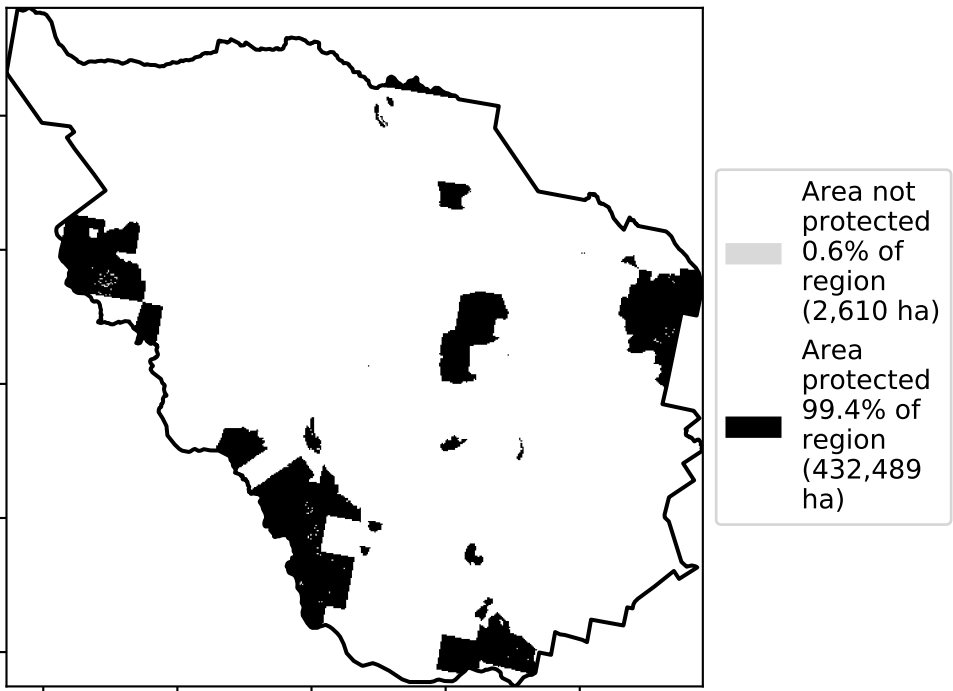 Area not
protected
0.6% of
region
(2,610 ha)
Area
protected
99.4% of
region
(432,489
ha)